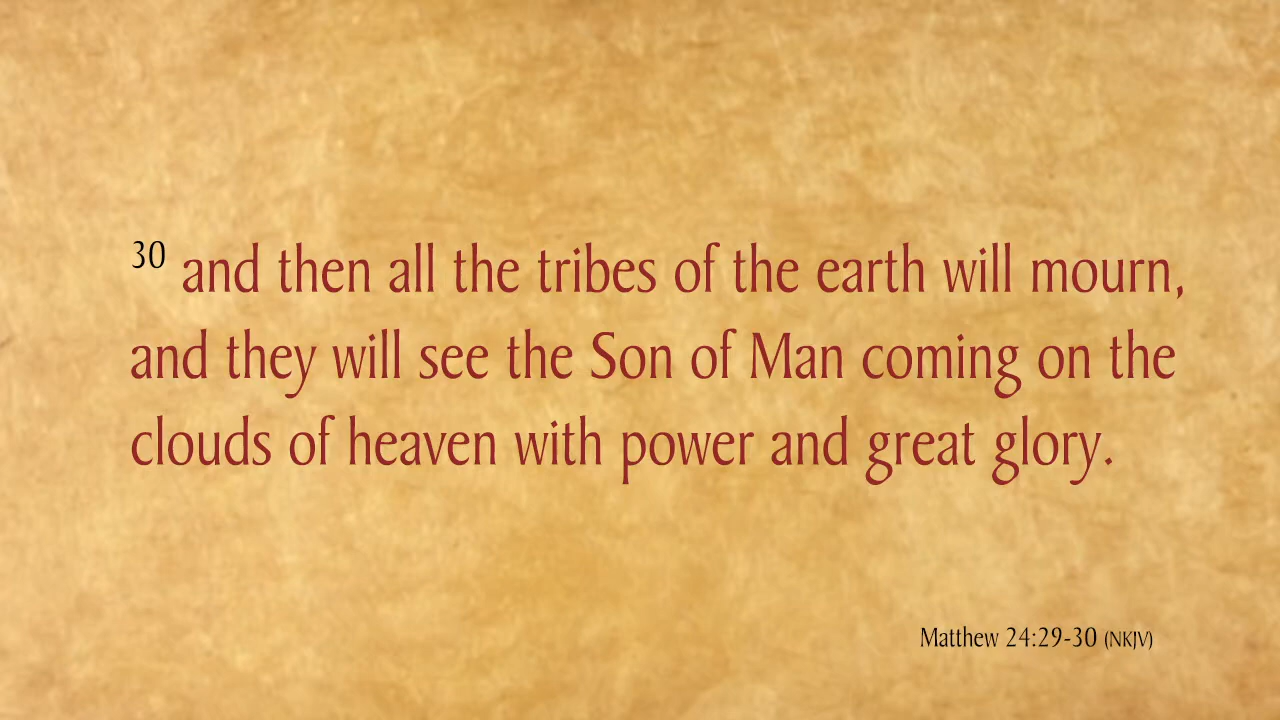 30 and then all the tribes of the earth will mourn,
and they will see the Son of Man coming on the
clouds of heaven with power and great glory.
Matthew 24:29-30 (NKJV)